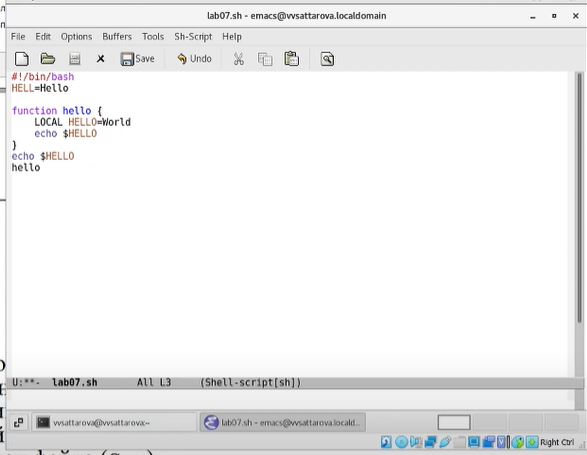 lab07.sh - emacs@vvsattarova.localdomain
File Edit Options Buffers Tools Sh-Script Help
Save Undo
#!/bin/bash
HELL=Hello
function hello {
LOCAL HELLO=World
echo $HELLO
}
echo $HELLO
hello
U:**- lab07.sh All L3 (Shell-script[sh])
vvsattarova@vvsattarova:~ lab07.sh - emacs@vvsattarova.locald...
Right Ctrl